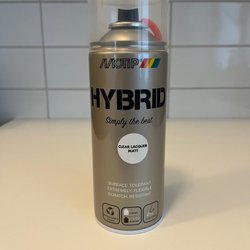 MOTIP
HYBRID
Simply the best
CLEAR LACQUER
MATT
SURFACE TOLERANT
EXTREMELY FLEXIBLE
SCRATCH RESISTANT